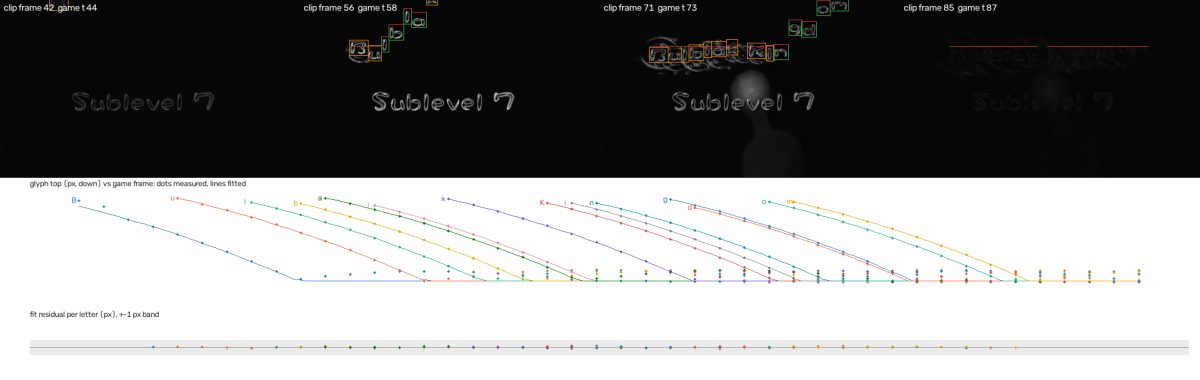 clip frame 42 game t 44
clip frame 56 game t 58
clip frame 71 game t 73
clip frame 85 game t 87
B u l b l a
B u l b l a x K i n g d o m
Sublevel 7
Sublevel 7
Sublevel 7
Sublevel 7
glyph top (px, down) vs game frame: dots measured, lines fitted
B u l b a j x K i n g d o m
fit residual per letter (px), +-1 px band